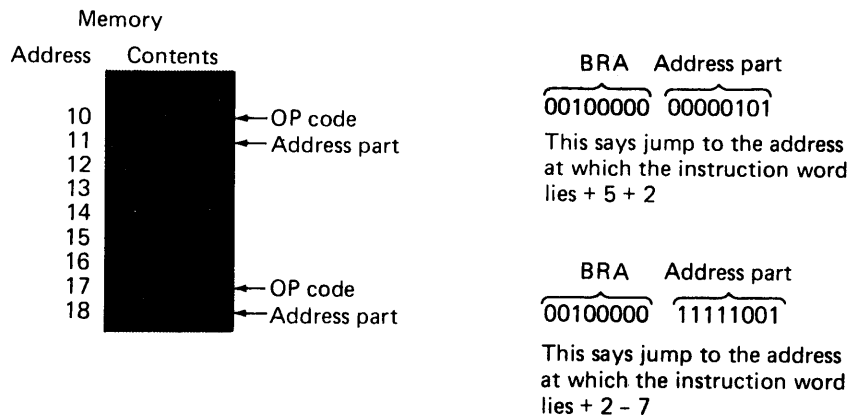 Memory
Address Contents
10 OP code
11 Address part
12
13
14
15
16
17 OP code
18 Address part
BRA Address part
00100000 00000101
This says jump to the address
at which the instruction word
lies + 5 + 2
BRA Address part
00100000 11111001
This says jump to the address
at which the instruction word
lies + 2 – 7